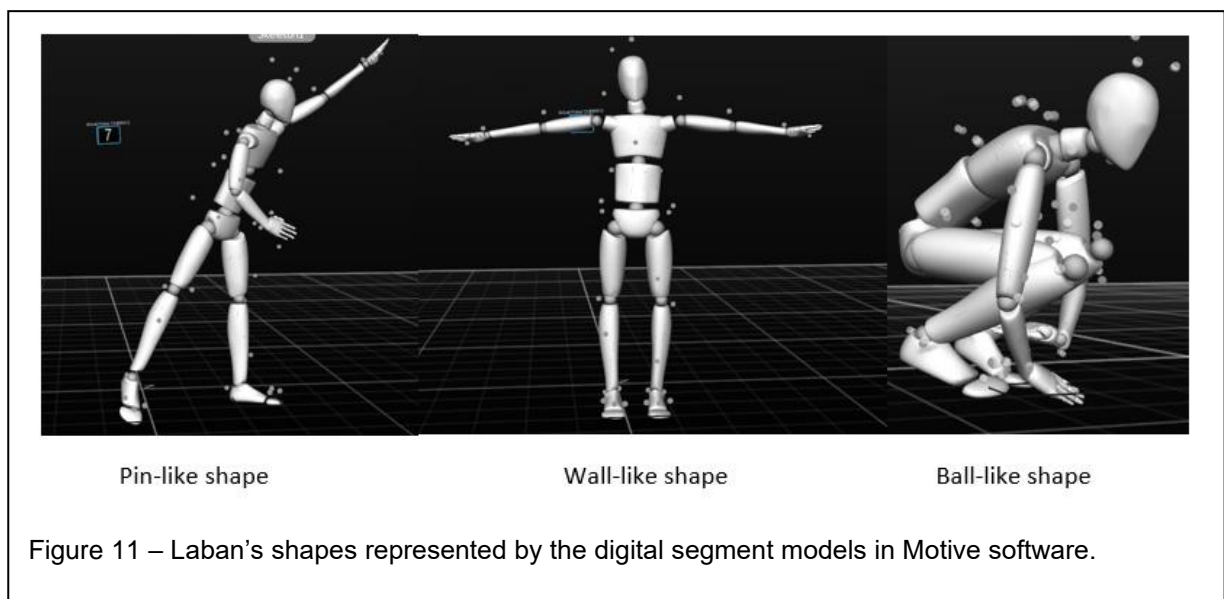 Skeleton1
7
Pin-like shape
Wall-like shape
Ball-like shape
Figure 11 – Laban's shapes represented by the digital segment models in Motive software.